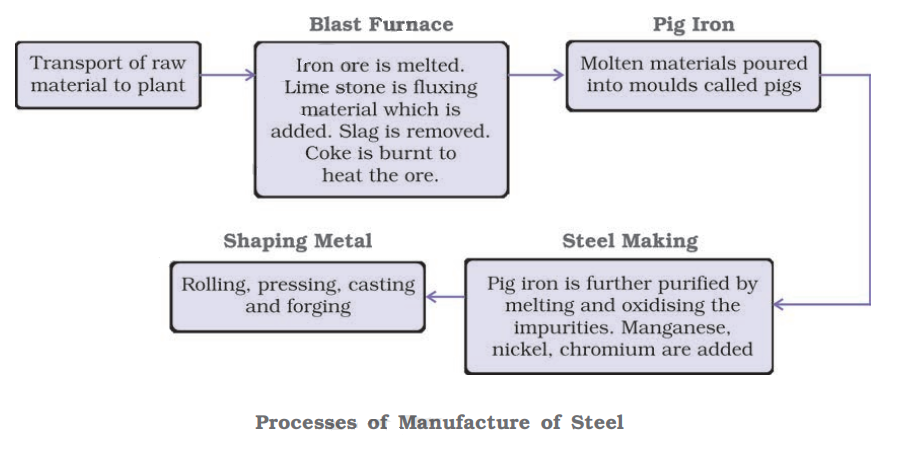 Blast Furnace
Pig Iron
Transport of raw
material to plant
Iron ore is melted.
Lime stone is fluxing
material which is
added. Slag is removed.
Coke is burnt to
heat the ore.
Molten materials poured
into moulds called pigs
Steel Making
Pig iron is further purified by
melting and oxidising the
impurities. Manganese,
nickel, chromium are added
Shaping Metal
Rolling, pressing, casting
and forging
Processes of Manufacture of Steel